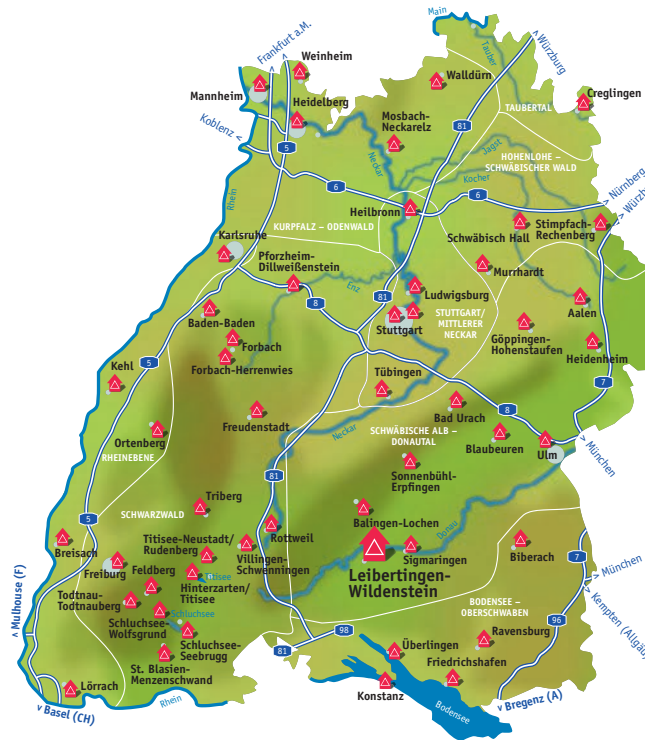 Main
Frankfurt a.M.
Würzburg
Tauber
Weinheim
Walldürn
Creglingen
Mannheim
Heidelberg
TAUBERTAL
Koblenz
Mosbach-
Neckarelz
81
5
Neckar
Jagst
HOHENLOHE –
SCHWÄBISCHER WALD
Kocher
6
6
Nürnberg
Würzb
Rhein
Heilbronn
KURPFALZ – ODENWALD
Schwäbisch Hall
Stimpfach-
Rechenberg
Karlsruhe
Pforzheim-
Dillweißenstein
Murrhardt
Enz
Ludwigsburg
81
8
Aalen
Baden-Baden
STUTTGART/
MITTLERER
NECKAR
Stuttgart
Göppingen-
Hohenstaufen
Forbach
Heidenheim
Forbach-Herrenwies
5
Kehl
7
Tübingen
Bad Urach
8
Freudenstadt
Neckar
SCHWÄBISCHE ALB –
DONAUTAL
Blaubeuren
Ulm
München
Ortenberg
RHEINEBENE
Sonnenbühl-
Erpfingen
81
Triberg
SCHWARZWALD
5
Balingen-Lochen
Donau
Rottweil
Breisach
Titisee-Neustadt/
Rudenberg
Villingen-
Schwenningen
Sigmaringen
Biberach
7
Leibertingen-
Wildenstein
Freiburg
Feldberg
Titisee
Hinterzarten/
Titisee
München
Todtnau-
Todtnauberg
Schluchsee
Schluchsee-
Wolfsgrund
BODENSEE –
OBERSCHWABEN
Kempten (Allgäu)
96
Mulhouse (F)
98
81
Schluchsee-
Seebrugg
Ravensburg
Überlingen
St. Blasien-
Menzenschwand
Friedrichshafen
Lörrach
Konstanz
Rhein
Bodensee
Basel (CH)
Bregenz (A)